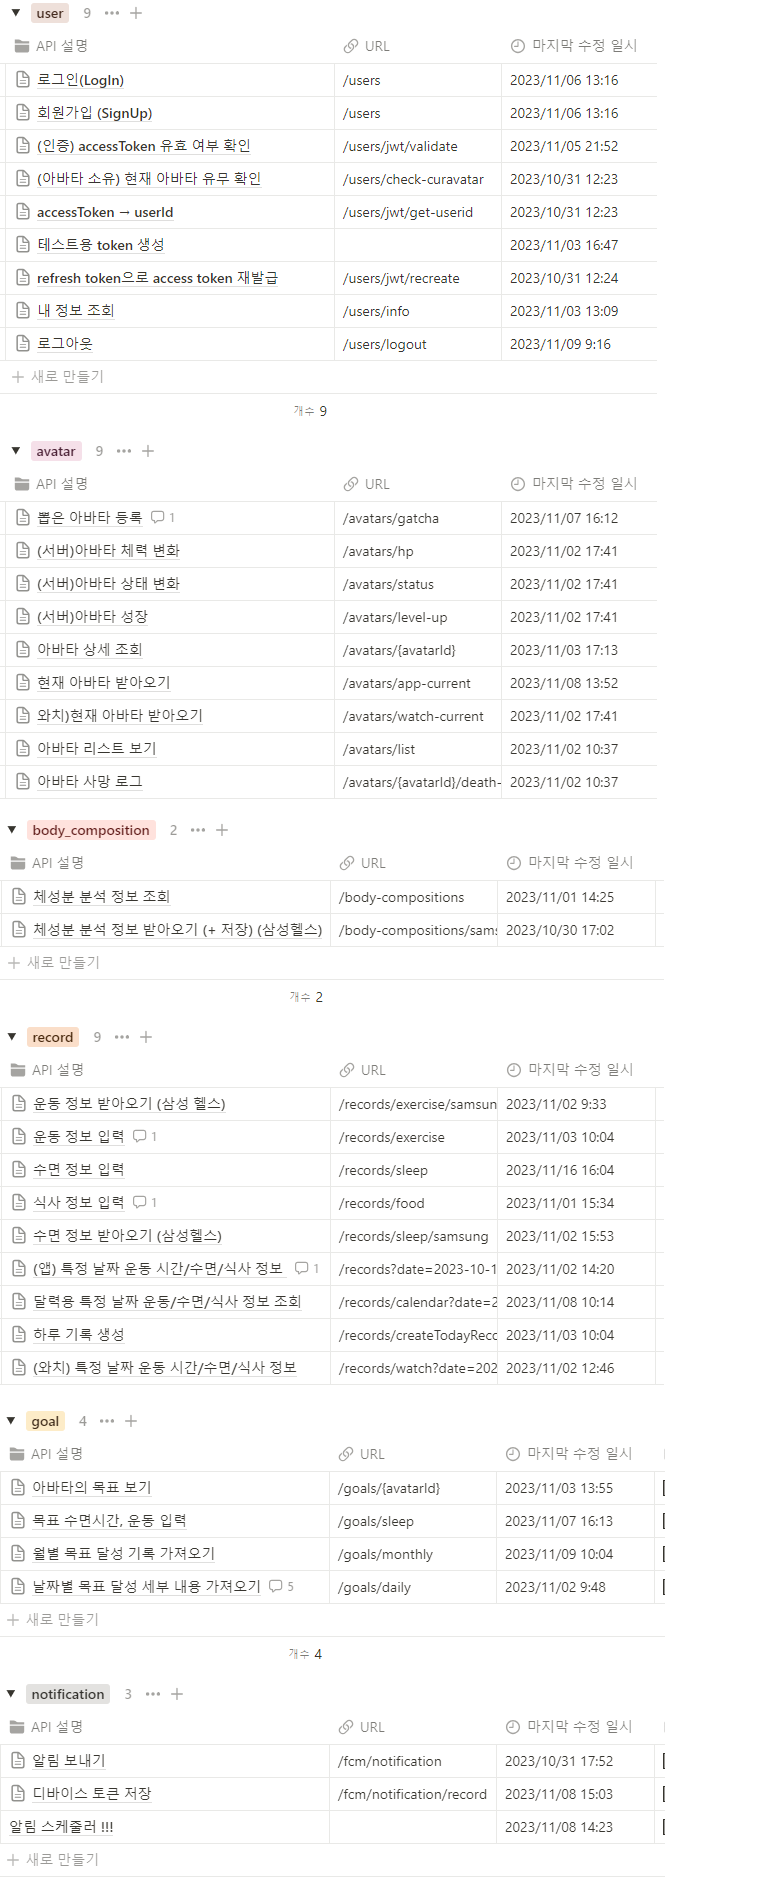 user 9
API 설명 URL 마지막 수정 일시
로그인(LogIn) /users 2023/11/06 13:16
회원가입 (SignUp) /users 2023/11/06 13:16
(인증) accessToken 유효 여부 확인 /users/jwt/validate 2023/11/05 21:52
(아바타 소유) 현재 아바타 유무 확인 /users/check-curavatar 2023/10/31 12:23
accessToken → userId /users/jwt/get-userid 2023/10/31 12:23
테스트용 token 생성 2023/11/03 16:47
refresh token으로 access token 재발급 /users/jwt/recreate 2023/10/31 12:24
내 정보 조회 /users/info 2023/11/03 13:09
로그아웃 /users/logout 2023/11/09 9:16
새로 만들기
개수 9
avatar 9
API 설명 URL 마지막 수정 일시
뽑은 아바타 등록 1 /avatars/gatcha 2023/11/07 16:12
(서버)아바타 체력 변화 /avatars/hp 2023/11/02 17:41
(서버)아바타 상태 변화 /avatars/status 2023/11/02 17:41
(서버)아바타 성장 /avatars/level-up 2023/11/02 17:41
아바타 상세 조회 /avatars/{avatarId} 2023/11/03 17:13
현재 아바타 받아오기 /avatars/app-current 2023/11/08 13:52
와치)현재 아바타 받아오기 /avatars/watch-current 2023/11/02 17:41
아바타 리스트 보기 /avatars/list 2023/11/02 10:37
아바타 사망 로그 /avatars/{avatarId}/death- 2023/11/02 10:37
body_composition 2
API 설명 URL 마지막 수정 일시
체성분 분석 정보 조회 /body-compositions 2023/11/01 14:25
체성분 분석 정보 받아오기 (+ 저장) (삼성헬스) /body-compositions/sams 2023/10/30 17:02
새로 만들기
개수 2
record 9
API 설명 URL 마지막 수정 일시
운동 정보 받아오기 (삼성 헬스) /records/exercise/samsun 2023/11/02 9:33
운동 정보 입력 1 /records/exercise 2023/11/03 10:04
수면 정보 입력 /records/sleep 2023/11/16 16:04
식사 정보 입력 1 /records/food 2023/11/01 15:34
수면 정보 받아오기 (삼성헬스) /records/sleep/samsung 2023/11/02 15:53
(앱) 특정 날짜 운동 시간/수면/식사 정보 1 /records?date=2023-10-1 2023/11/02 14:20
달력용 특정 날짜 운동/수면/식사 정보 조회 /records/calendar?date=2 2023/11/08 10:14
하루 기록 생성 /records/createTodayRecc 2023/11/03 10:04
(와치) 특정 날짜 운동 시간/수면/식사 정보 /records/watch?date=202 2023/11/02 12:46
goal 4
API 설명 URL 마지막 수정 일시
아바타의 목표 보기 /goals/{avatarId} 2023/11/03 13:55
목표 수면시간, 운동 입력 /goals/sleep 2023/11/07 16:13
월별 목표 달성 기록 가져오기 /goals/monthly 2023/11/09 10:04
날짜별 목표 달성 세부 내용 가져오기 5 /goals/daily 2023/11/02 9:48
새로 만들기
개수 4
notification 3
API 설명 URL 마지막 수정 일시
알림 보내기 /fcm/notification 2023/10/31 17:52
디바이스 토큰 저장 /fcm/notification/record 2023/11/08 15:03
알림 스케줄러 !!! 2023/11/08 14:23
새로 만들기